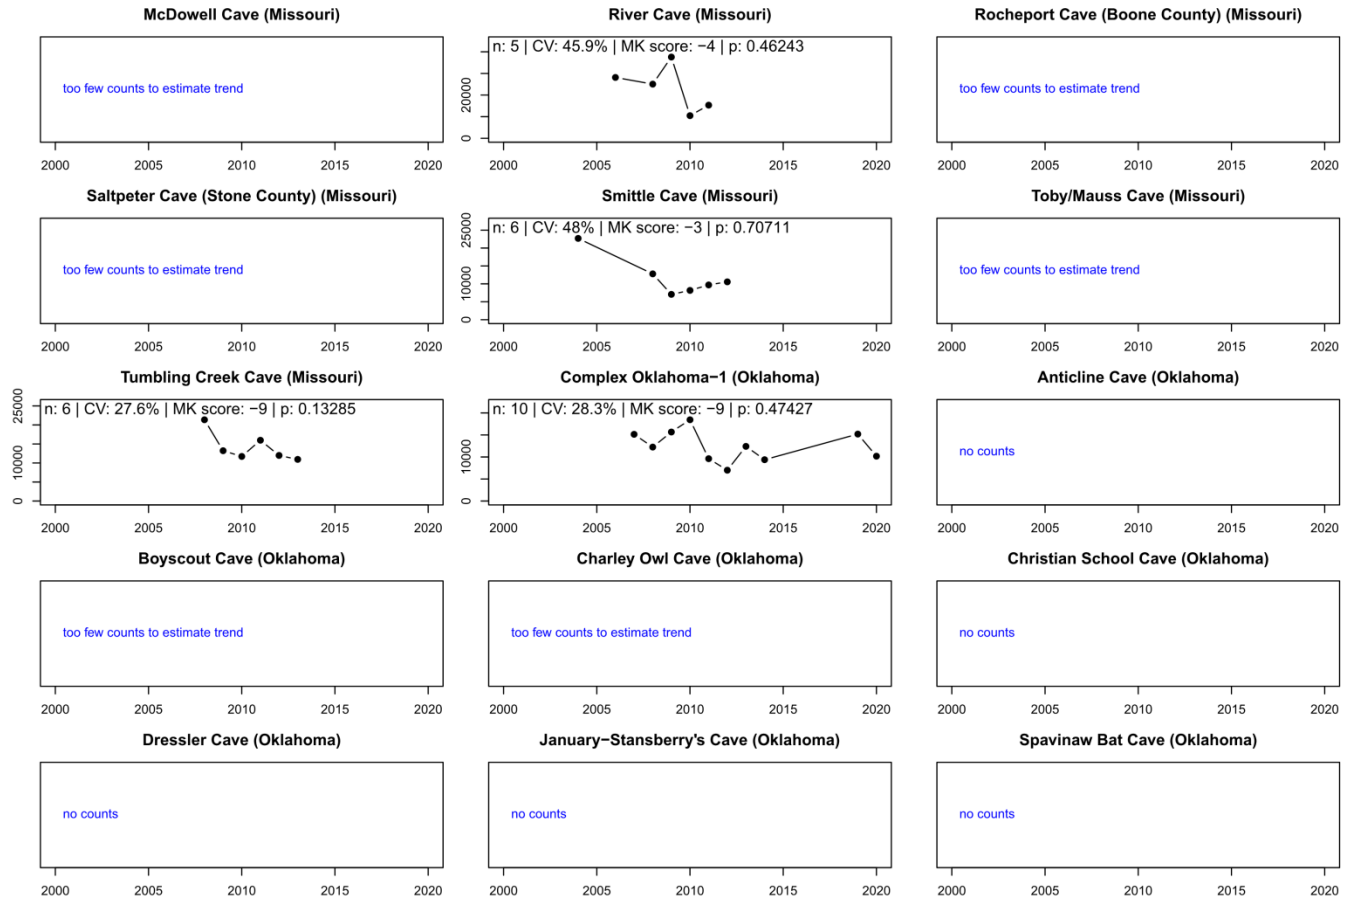 McDowell Cave (Missouri)
too few counts to estimate trend
2000 2005 2010 2015 2020
River Cave (Missouri)
n: 5 | CV: 45.9% | MK score: −4 | p: 0.46243
20000
0
2000 2005 2010 2015 2020
Rocheport Cave (Boone County) (Missouri)
too few counts to estimate trend
2000 2005 2010 2015 2020
Saltpeter Cave (Stone County) (Missouri)
too few counts to estimate trend
2000 2005 2010 2015 2020
Smittle Cave (Missouri)
n: 6 | CV: 48% | MK score: −3 | p: 0.70711
25000
10000
0
2000 2005 2010 2015 2020
Toby/Mauss Cave (Missouri)
too few counts to estimate trend
2000 2005 2010 2015 2020
Tumbling Creek Cave (Missouri)
n: 6 | CV: 27.6% | MK score: −9 | p: 0.13285
25000
10000
0
2000 2005 2010 2015 2020
Complex Oklahoma−1 (Oklahoma)
n: 10 | CV: 28.3% | MK score: −9 | p: 0.47427
10000
0
2000 2005 2010 2015 2020
Anticline Cave (Oklahoma)
no counts
2000 2005 2010 2015 2020
Boyscout Cave (Oklahoma)
too few counts to estimate trend
2000 2005 2010 2015 2020
Charley Owl Cave (Oklahoma)
too few counts to estimate trend
2000 2005 2010 2015 2020
Christian School Cave (Oklahoma)
no counts
2000 2005 2010 2015 2020
Dressler Cave (Oklahoma)
no counts
2000 2005 2010 2015 2020
January−Stansberry's Cave (Oklahoma)
no counts
2000 2005 2010 2015 2020
Spavinaw Bat Cave (Oklahoma)
no counts
2000 2005 2010 2015 2020